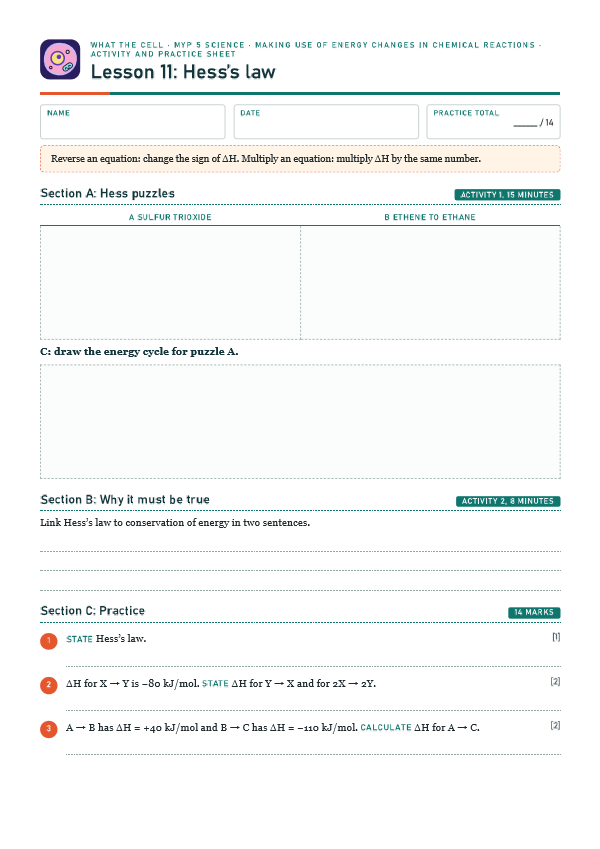 WHAT THE CELL · MYP 5 SCIENCE · MAKING USE OF ENERGY CHANGES IN CHEMICAL REACTIONS ·
ACTIVITY AND PRACTICE SHEET
Lesson 11: Hess's law
NAME
DATE
PRACTICE TOTAL
_____ / 14
Reverse an equation: change the sign of ΔH. Multiply an equation: multiply ΔH by the same number.
Section A: Hess puzzles
ACTIVITY 1, 15 MINUTES
A SULFUR TRIOXIDE
B ETHENE TO ETHANE
C: draw the energy cycle for puzzle A.
Section B: Why it must be true
ACTIVITY 2, 8 MINUTES
Link Hess's law to conservation of energy in two sentences.
Section C: Practice
14 MARKS
1 STATE Hess's law. [1]
2 ΔH for X → Y is −80 kJ/mol. STATE ΔH for Y → X and for 2X → 2Y. [2]
3 A → B has ΔH = +40 kJ/mol and B → C has ΔH = −110 kJ/mol. CALCULATE ΔH for A → C. [2]